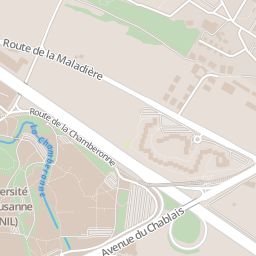 Route de la Maladière
Route de la Chamberonne
La Chamberonne
ersité
usanne
NIL)
Avenue du Chablais